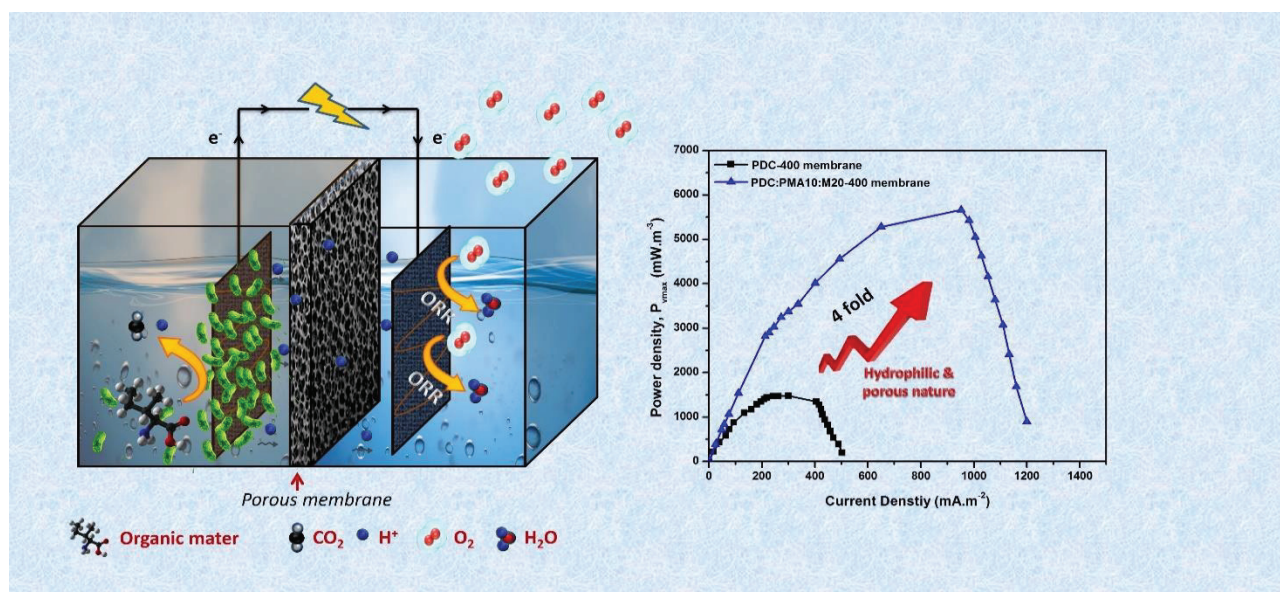 e⁻
e⁻
ORR
ORR
Porous membrane
Organic mater
CO₂
H⁺
O₂
H₂O
PDC-400 membrane
PDC:PMA10:M20-400 membrane
7000
6000
5000
4000
3000
2000
1000
0
Power density, Pᵥₘₐₓ (mW.m⁻³)
4 fold
Hydrophilic &
porous nature
0
200
400
600
800
1000
1200
1400
Current Denstiy (mA.m⁻²)